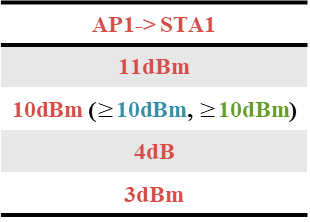 AP1->STA1
11dBm
10dBm (≥10dBm, ≥10dBm)
4dB
3dBm